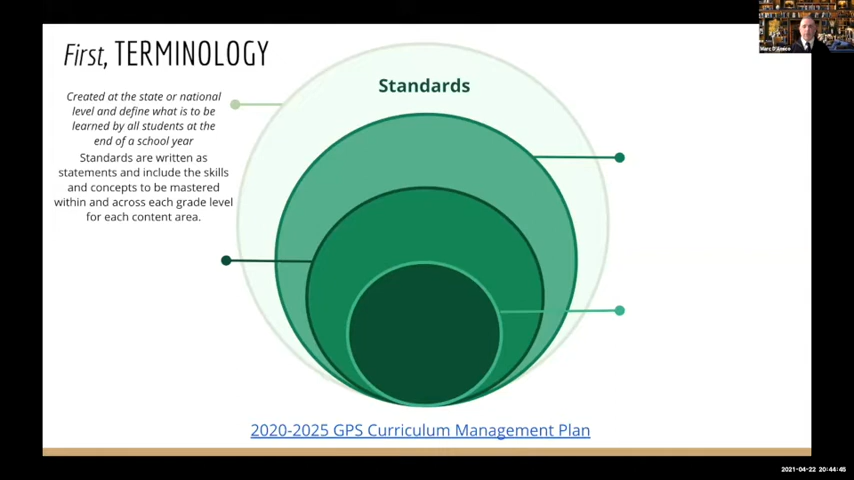 First, TERMINOLOGY
Created at the state or national
level and define what is to be
learned by all students at the
end of a school year
Standards are written as
statements and include the skills
and concepts to be mastered
within and across each grade level
for each content area.
Standards
2020-2025 GPS Curriculum Management Plan
Marc D'Amico
2021-04-22 20:44:45